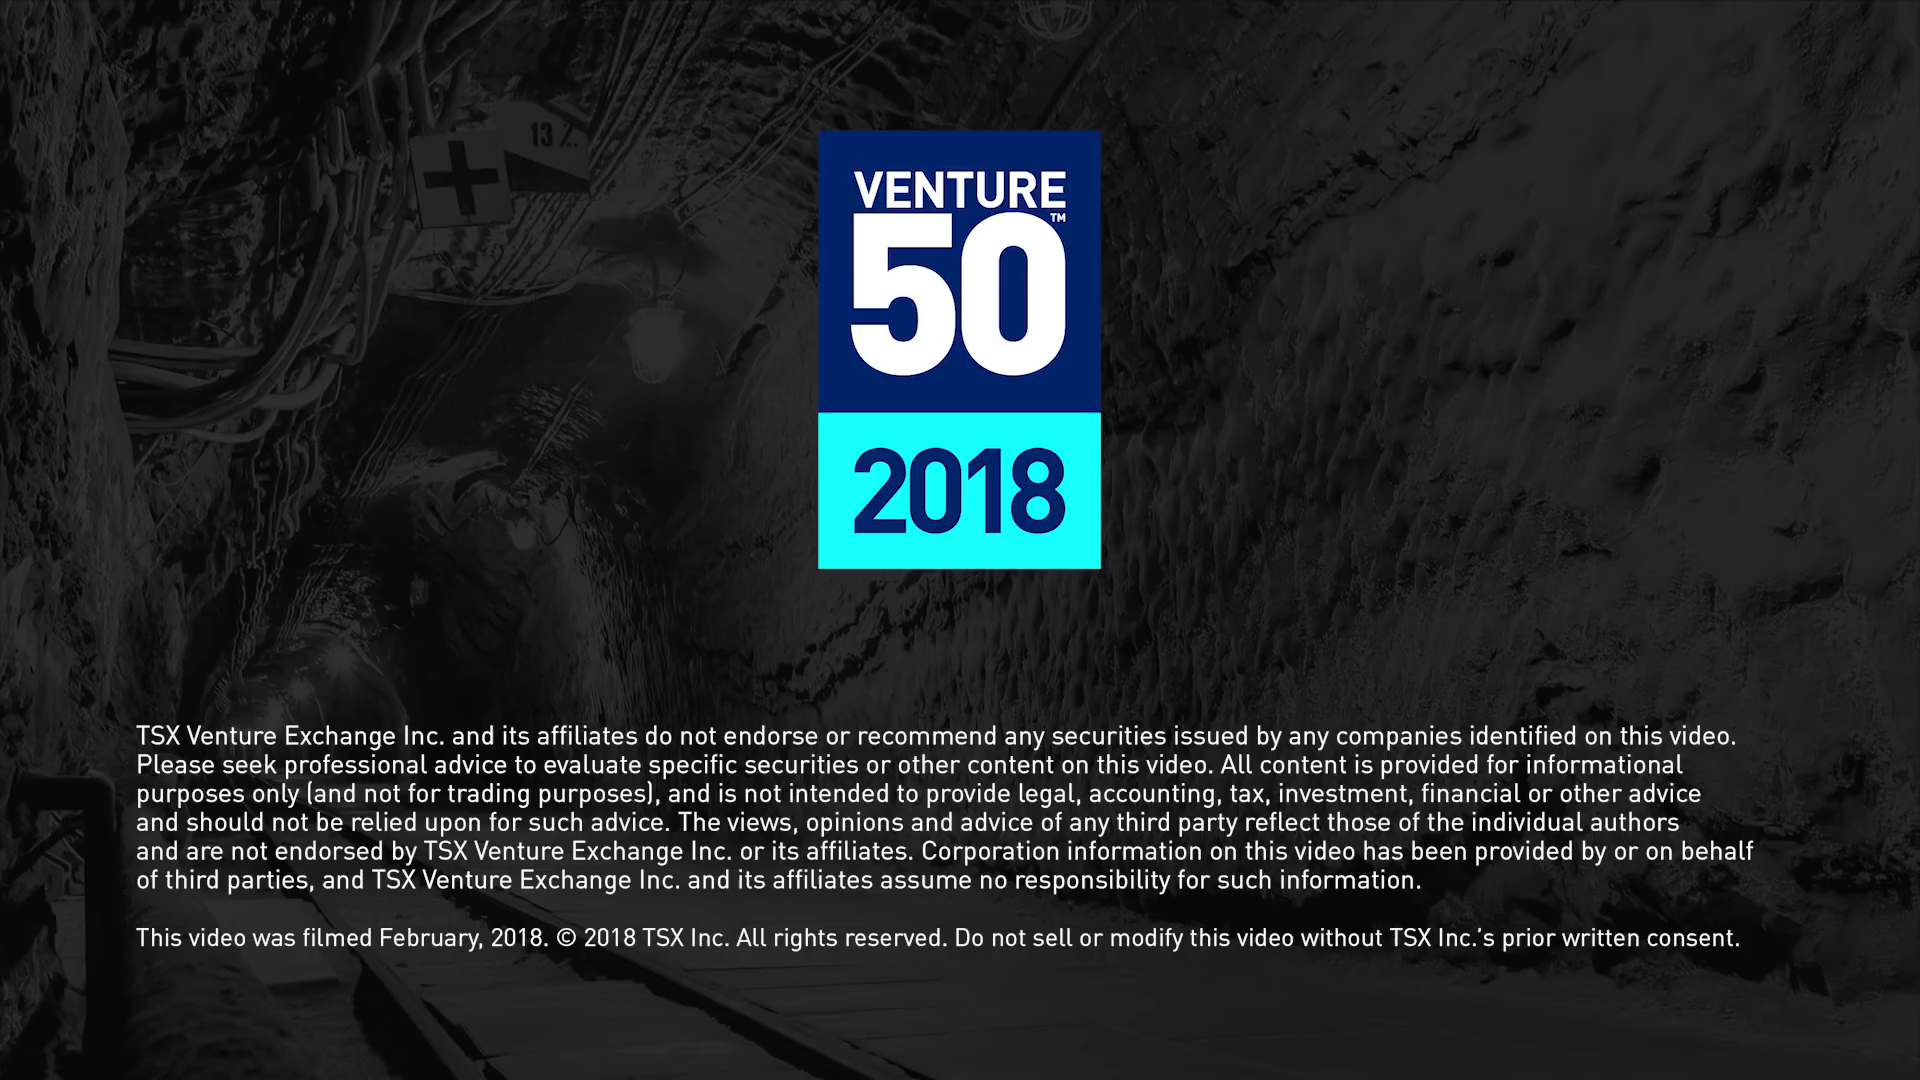 13 %.
VENTURE
50™
2018
TSX Venture Exchange Inc. and its affiliates do not endorse or recommend any securities issued by any companies identified on this video.
Please seek professional advice to evaluate specific securities or other content on this video. All content is provided for informational
purposes only (and not for trading purposes), and is not intended to provide legal, accounting, tax, investment, financial or other advice
and should not be relied upon for such advice. The views, opinions and advice of any third party reflect those of the individual authors
and are not endorsed by TSX Venture Exchange Inc. or its affiliates. Corporation information on this video has been provided by or on behalf
of third parties, and TSX Venture Exchange Inc. and its affiliates assume no responsibility for such information.
This video was filmed February, 2018. © 2018 TSX Inc. All rights reserved. Do not sell or modify this video without TSX Inc.'s prior written consent.